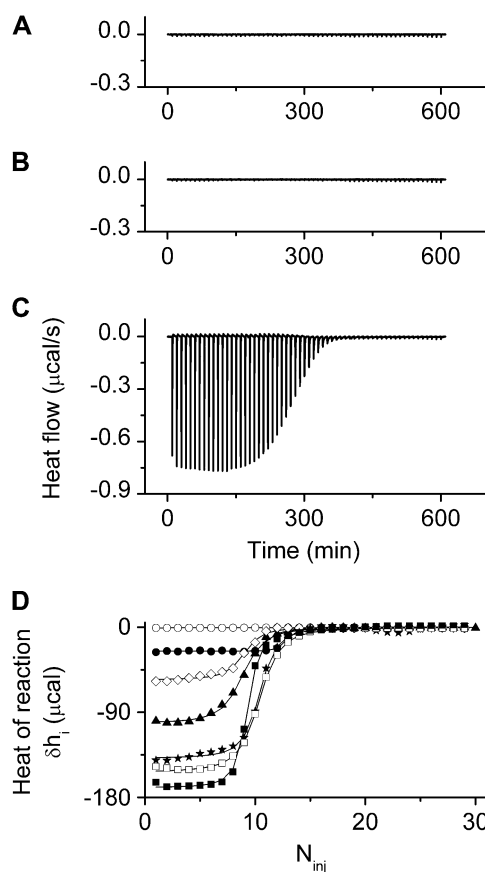 A
0.0
-0.3
0 300 600
B
0.0
-0.3
0 300 600
C
0.0
-0.3
-0.6
-0.9
Heat flow (μcal/s)
0 300 600
Time (min)
D
0
-90
-180
Heat of reaction
δhᵢ (μcal)
0 10 20 30
N_inj